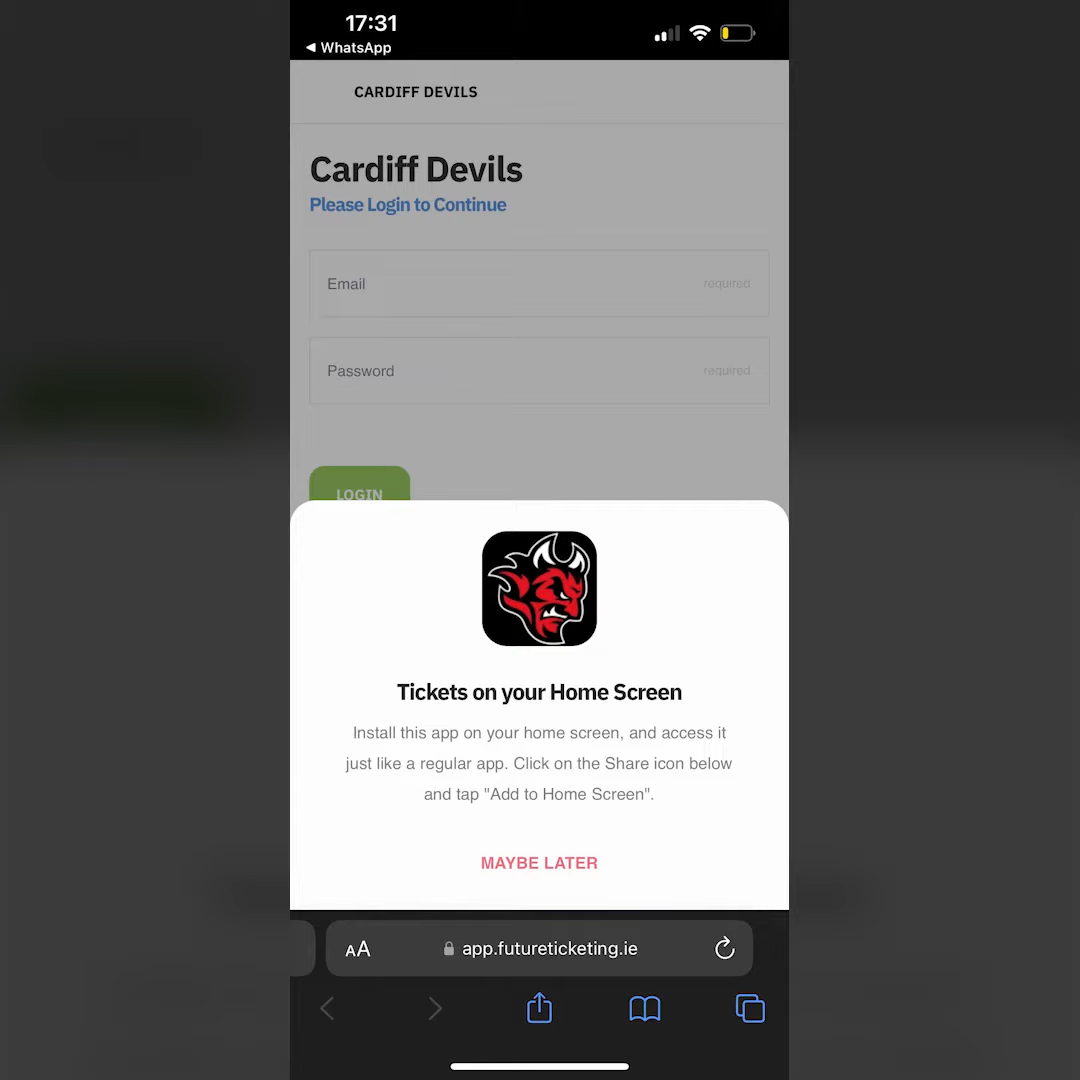 17:31
◀ WhatsApp
CARDIFF DEVILS
Cardiff Devils
Please Login to Continue
Email required
Password required
LOGIN
Tickets on your Home Screen
Install this app on your home screen, and access it
just like a regular app. Click on the Share icon below
and tap "Add to Home Screen".
MAYBE LATER
AA app.futureticketing.ie